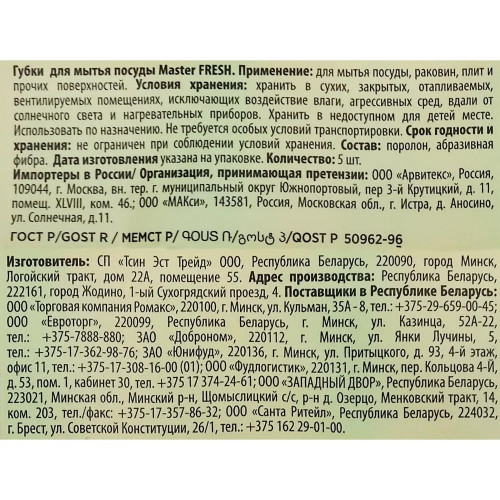 Губки для мытья посуды Master FRESH. Применение: для мытья посуды, раковин, плит и
прочих поверхностей. Условия хранения: хранить в сухих, закрытых, отапливаемых,
вентилируемых помещениях, исключающих воздействие влаги, агрессивных сред, вдали от
солнечного света и нагревательных приборов. Хранить в недоступном для детей месте.
Использовать по назначению. Не требуется особых условий транспортировки. Срок годности и
хранения: не ограничен при соблюдении условий хранения. Состав: поролон, абразивная
фибра. Дата изготовления указана на упаковке. Количество: 5 шт.
Импортеры в России/ Организация, принимающая претензии: ООО «Арвитекс», Россия,
109044, г. Москва, вн. тер. г. муниципальный округ Южнопортовый, пер 3-й Крутицкий, д. 11,
помещ. XLVIII, ком. 46.; ООО «МАКси», 143581, Россия, Московская обл., г. Истра, д. Аносино,
ул. Солнечная, д.11.
ГОСТ Р/GOST R / МЕМСТ Р/ ԳՕՍՏ Ռ/გოსტ პ/QOST P 50962-96
Изготовитель: СП «Тсин Эст Трейд» ООО, Республика Беларусь, 220090, город Минск,
Логойский тракт, дом 22А, помещение 55. Адрес производства: Республика Беларусь,
222161, город Жодино, 1-ый Сухогрядский проезд, 4. Поставщики в Республике Беларусь:
ООО «Торговая компания Ромакс», 220100, г. Минск, ул. Кульман, 35А - 8, тел.: +375-29-659-00-45;
ООО «Евроторг», 220099, Республика Беларусь, г. Минск, ул. Казинца, 52А-22,
тел.: +375-7888-880; ЗАО «Доброном», 220112, г. Минск, ул. Янки Лучины, 5,
тел.: +375-17-362-98-76; ЗАО «Юнифуд», 220136, г. Минск, ул. Притыцкого, д. 93, 4-й этаж,
офис 11, тел.: +375-17-308-16-00 (01); ООО «Фудлогистик», 220131, г. Минск, пер. Кольцова 4-й,
д. 53, пом. 1, кабинет 30, тел. +375 17 374-24-61; ООО «ЗАПАДНЫЙ ДВОР», Республика Беларусь,
223021, Минская обл., Минский р-н, Щомыслицкий с/с, р-н д. Озерцо, Меньковский тракт, 14,
ком. 203, тел./факс: +375-17-357-86-32; ООО «Санта Ритейл», Республика Беларусь, 224032,
г. Брест, ул. Советской Конституции, 26/1, тел.: +375 162 29-01-00.